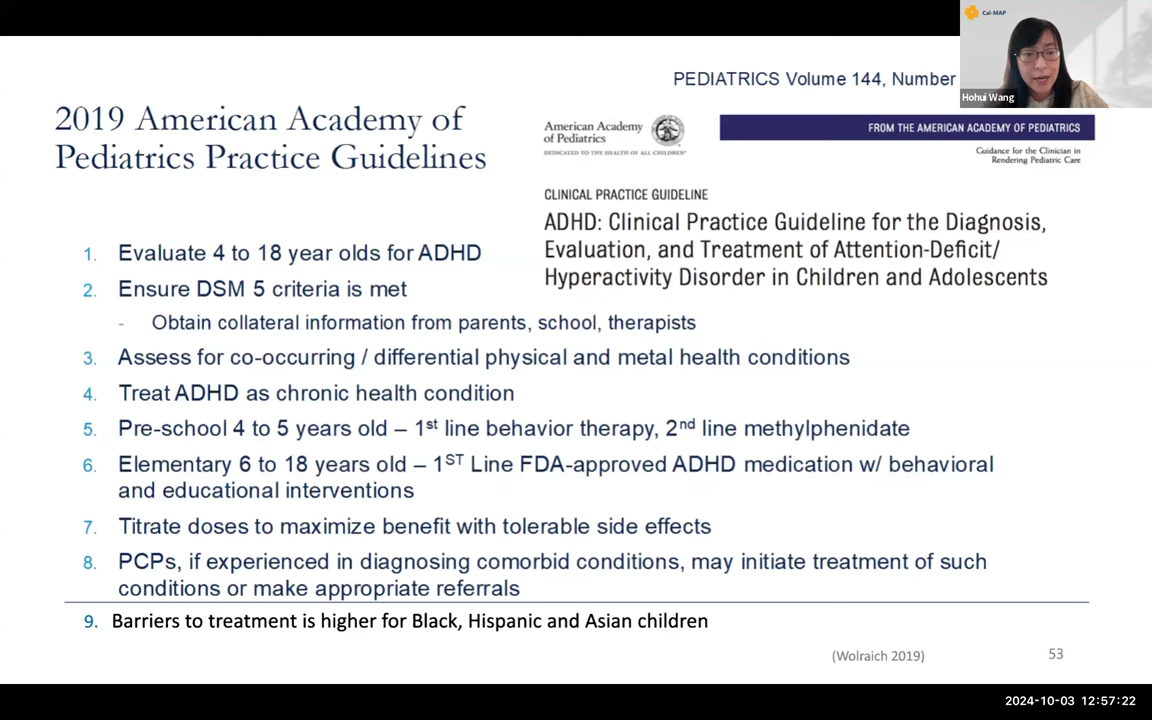 Cal-MAP
Hohui Wang
PEDIATRICS Volume 144, Number
2019 American Academy of
Pediatrics Practice Guidelines
American Academy
of Pediatrics
DEDICATED TO THE HEALTH OF ALL CHILDREN®
FROM THE AMERICAN ACADEMY OF PEDIATRICS
Guidance for the Clinician in
Rendering Pediatric Care
CLINICAL PRACTICE GUIDELINE
ADHD: Clinical Practice Guideline for the Diagnosis,
Evaluation, and Treatment of Attention-Deficit/
Hyperactivity Disorder in Children and Adolescents
1. Evaluate 4 to 18 year olds for ADHD
2. Ensure DSM 5 criteria is met
- Obtain collateral information from parents, school, therapists
3. Assess for co-occurring / differential physical and metal health conditions
4. Treat ADHD as chronic health condition
5. Pre-school 4 to 5 years old – 1st line behavior therapy, 2nd line methylphenidate
6. Elementary 6 to 18 years old – 1ST Line FDA-approved ADHD medication w/ behavioral
and educational interventions
7. Titrate doses to maximize benefit with tolerable side effects
8. PCPs, if experienced in diagnosing comorbid conditions, may initiate treatment of such
conditions or make appropriate referrals
9. Barriers to treatment is higher for Black, Hispanic and Asian children
(Wolraich 2019)
53
2024-10-03 12:57:22